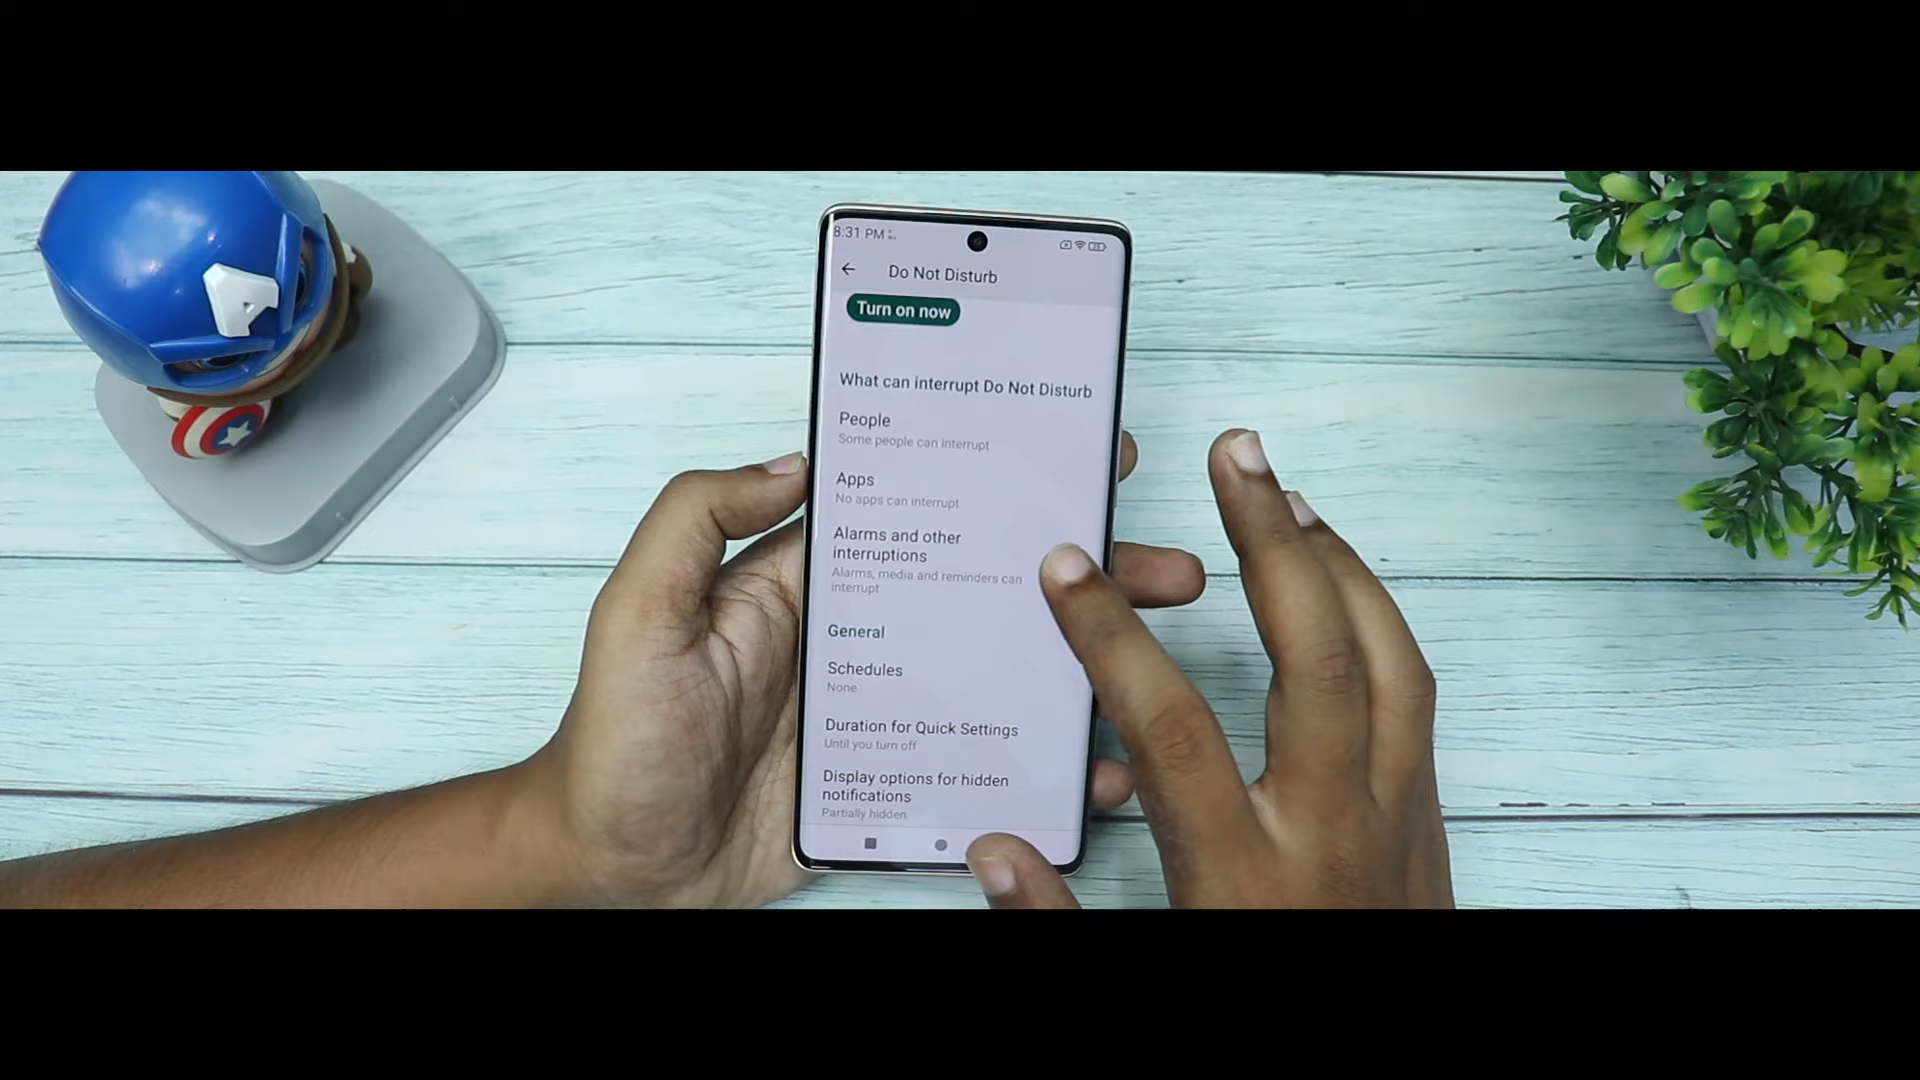 8:31 PM
Do Not Disturb
Turn on now
What can interrupt Do Not Disturb
People
Some people can interrupt
Apps
No apps can interrupt
Alarms and other
interruptions
Alarms, media and reminders can
interrupt
General
Schedules
None
Duration for Quick Settings
Until you turn off
Display options for hidden
notifications
Partially hidden
A